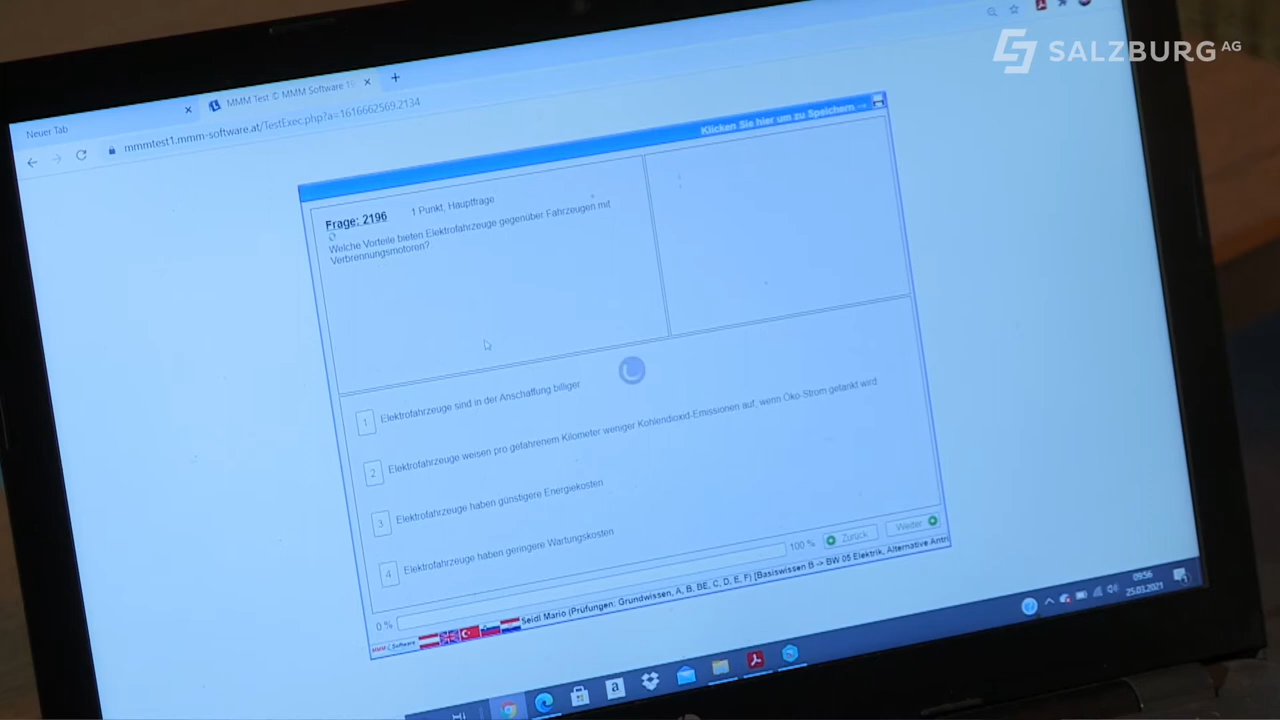 SALZBURG AG
Neuer Tab
MMM Test © MMM Software
mmmtest1.mmm-software.at/TestExec.php?a=1616662569.2134
Klicken Sie hier um zu Speichern
Frage: 2196 1 Punkt, Hauptfrage
Welche Vorteile bieten Elektrofahrzeuge gegenüber Fahrzeugen mit
Verbrennungsmotoren?
1 Elektrofahrzeuge sind in der Anschaffung billiger
2 Elektrofahrzeuge weisen pro gefahrenem Kilometer weniger Kohlendioxid-Emissionen auf, wenn Öko-Strom getankt wird
3 Elektrofahrzeuge haben günstigere Energiekosten
4 Elektrofahrzeuge haben geringere Wartungskosten
0 % 100 % Zurück Weiter
MMM Software Seidl Mario (Prüfungen: Grundwissen, A, B, BE, C, D, E, F) [Basiswissen B -> BW 05 Elektrik, Alternative Antri
09:56
25.03.2021